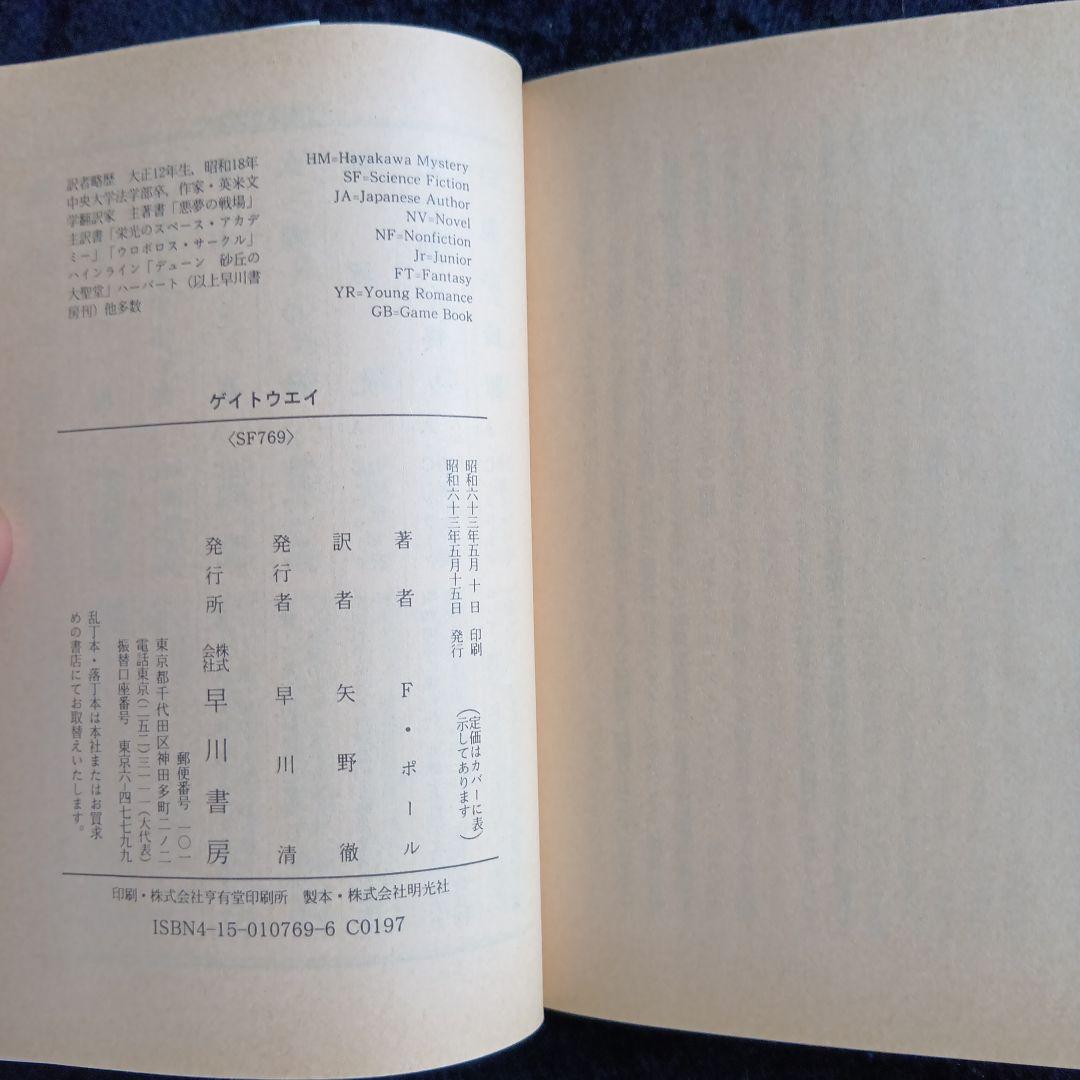 訳者略歴　大正12年生、昭和18年
中央大学法学部卒、作家・英米文
学翻訳家　主著書「悪夢の戦場」
主訳書「栄光のスペース・アカデ
ミー」「ウロボロス・サークル」
ハインライン「デューン　砂丘の
大聖堂」ハーバート（以上早川書
房刊）他多数
HM=Hayakawa Mystery
SF=Science Fiction
JA=Japanese Author
NV=Novel
NF=Nonfiction
Jr=Junior
FT=Fantasy
YR=Young Romance
GB=Game Book
ゲイトウエイ
〈SF769〉
昭和六十三年五月十日　印刷
昭和六十三年五月十五日　発行
（定価はカバーに表
示してあります）
著者　F・ポール
訳者　矢野徹
発行者　早川清
発行所　株式会社　早川書房
郵便番号　一〇一
東京都千代田区神田多町二ノ二
電話東京（二五二）三一一一（大代表）
振替口座番号　東京六－四七七九九
乱丁本・落丁本は本社またはお買求
めの書店にてお取替えいたします。
印刷・株式会社亨有堂印刷所　製本・株式会社明光社
ISBN4-15-010769-6 C0197